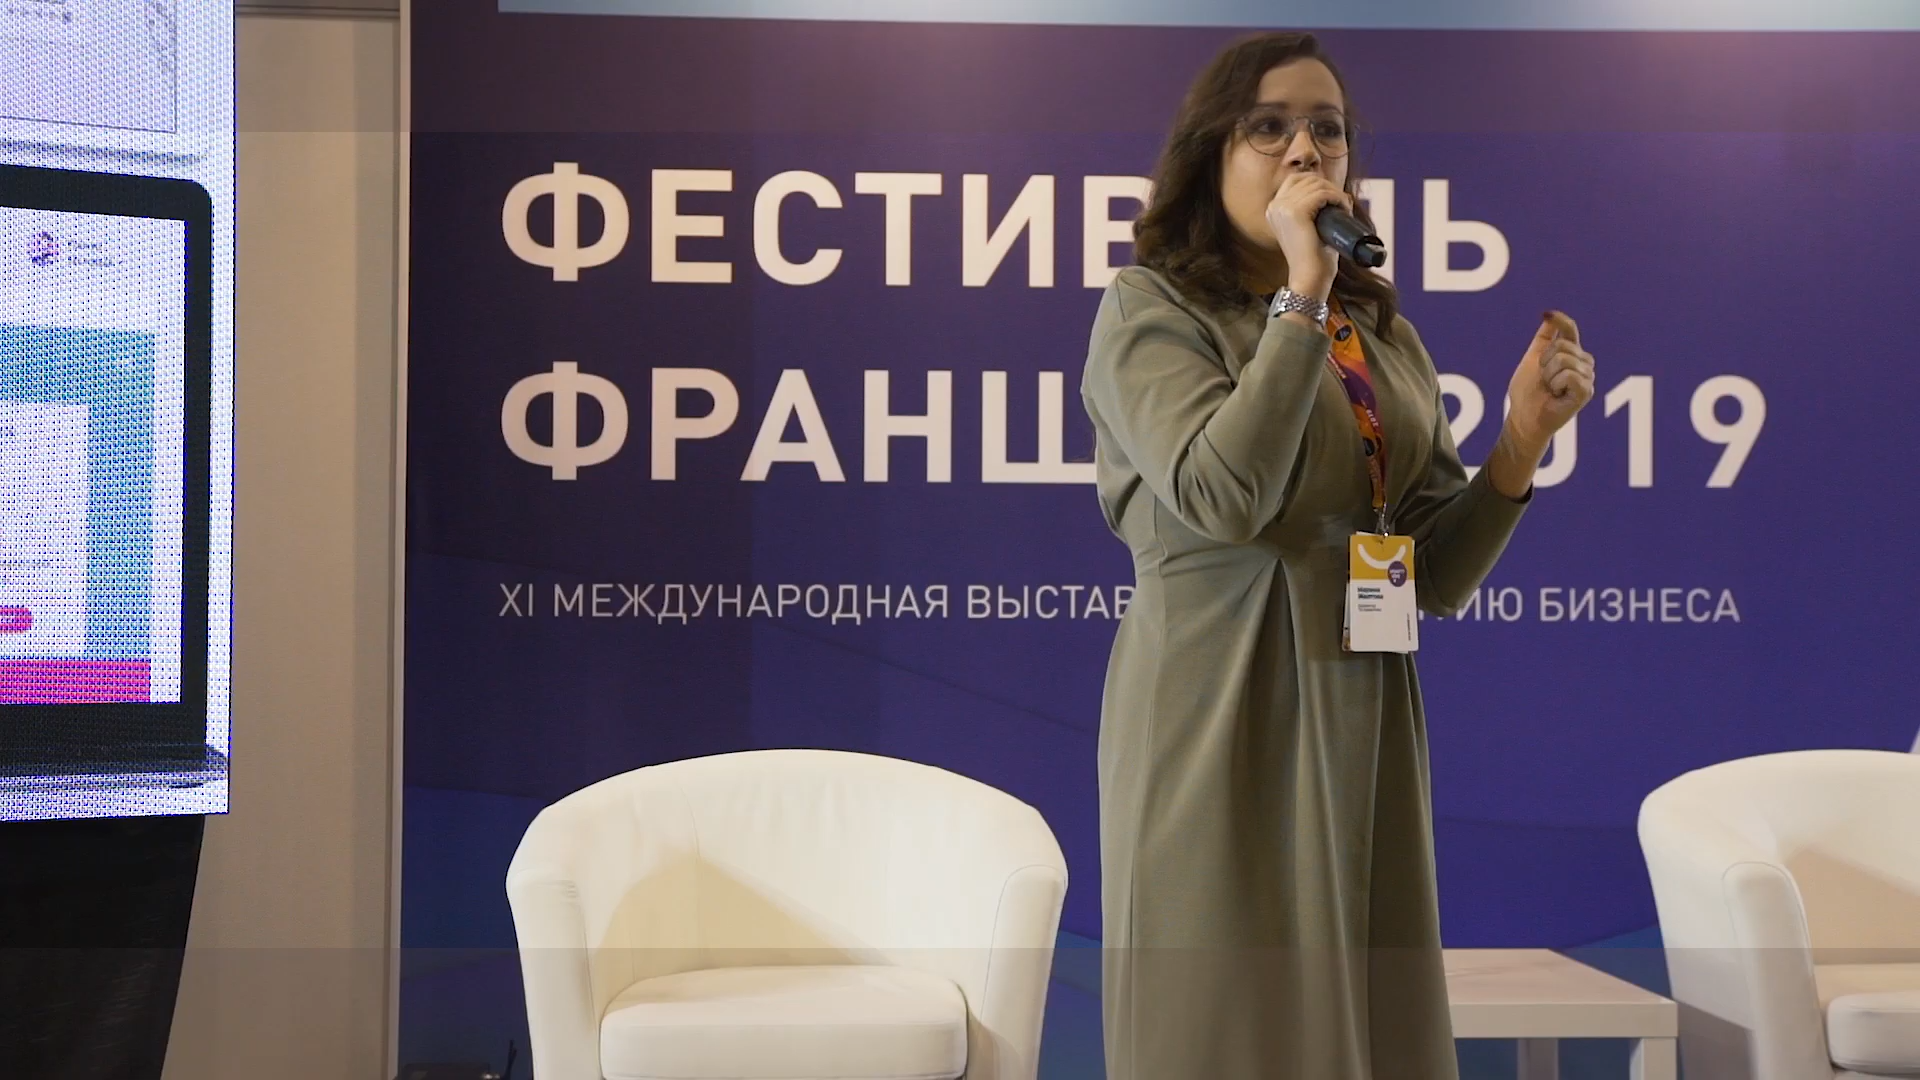 ФЕСТИВ ЛЬ
ФРАНШ 2019
XI МЕЖДУНАРОДНАЯ ВЫСТАВ ИЮ БИЗНЕСА